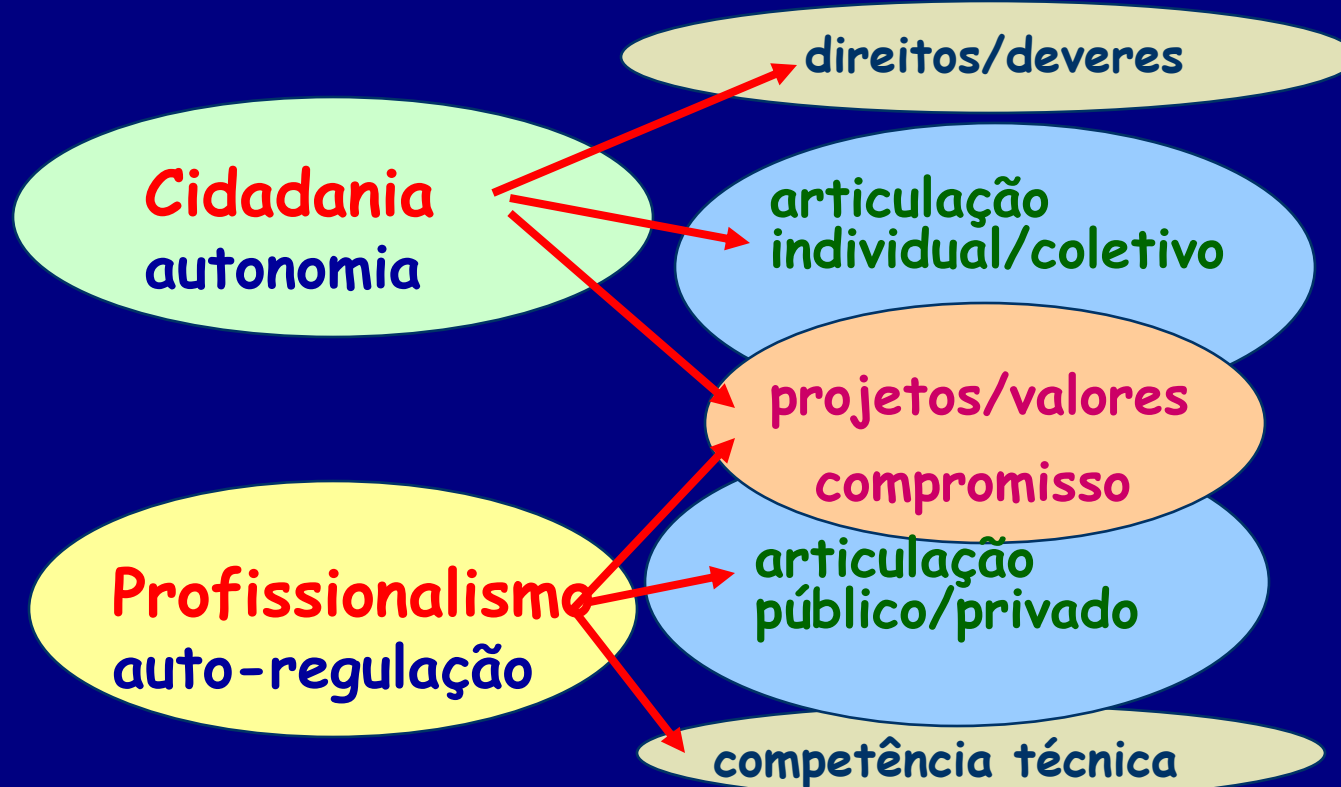 direitos/deveres
Cidadania
autonomia
articulação
individual/coletivo
projetos/valores
compromisso
Profissionalismo
auto-regulação
articulação
público/privado
competência técnica